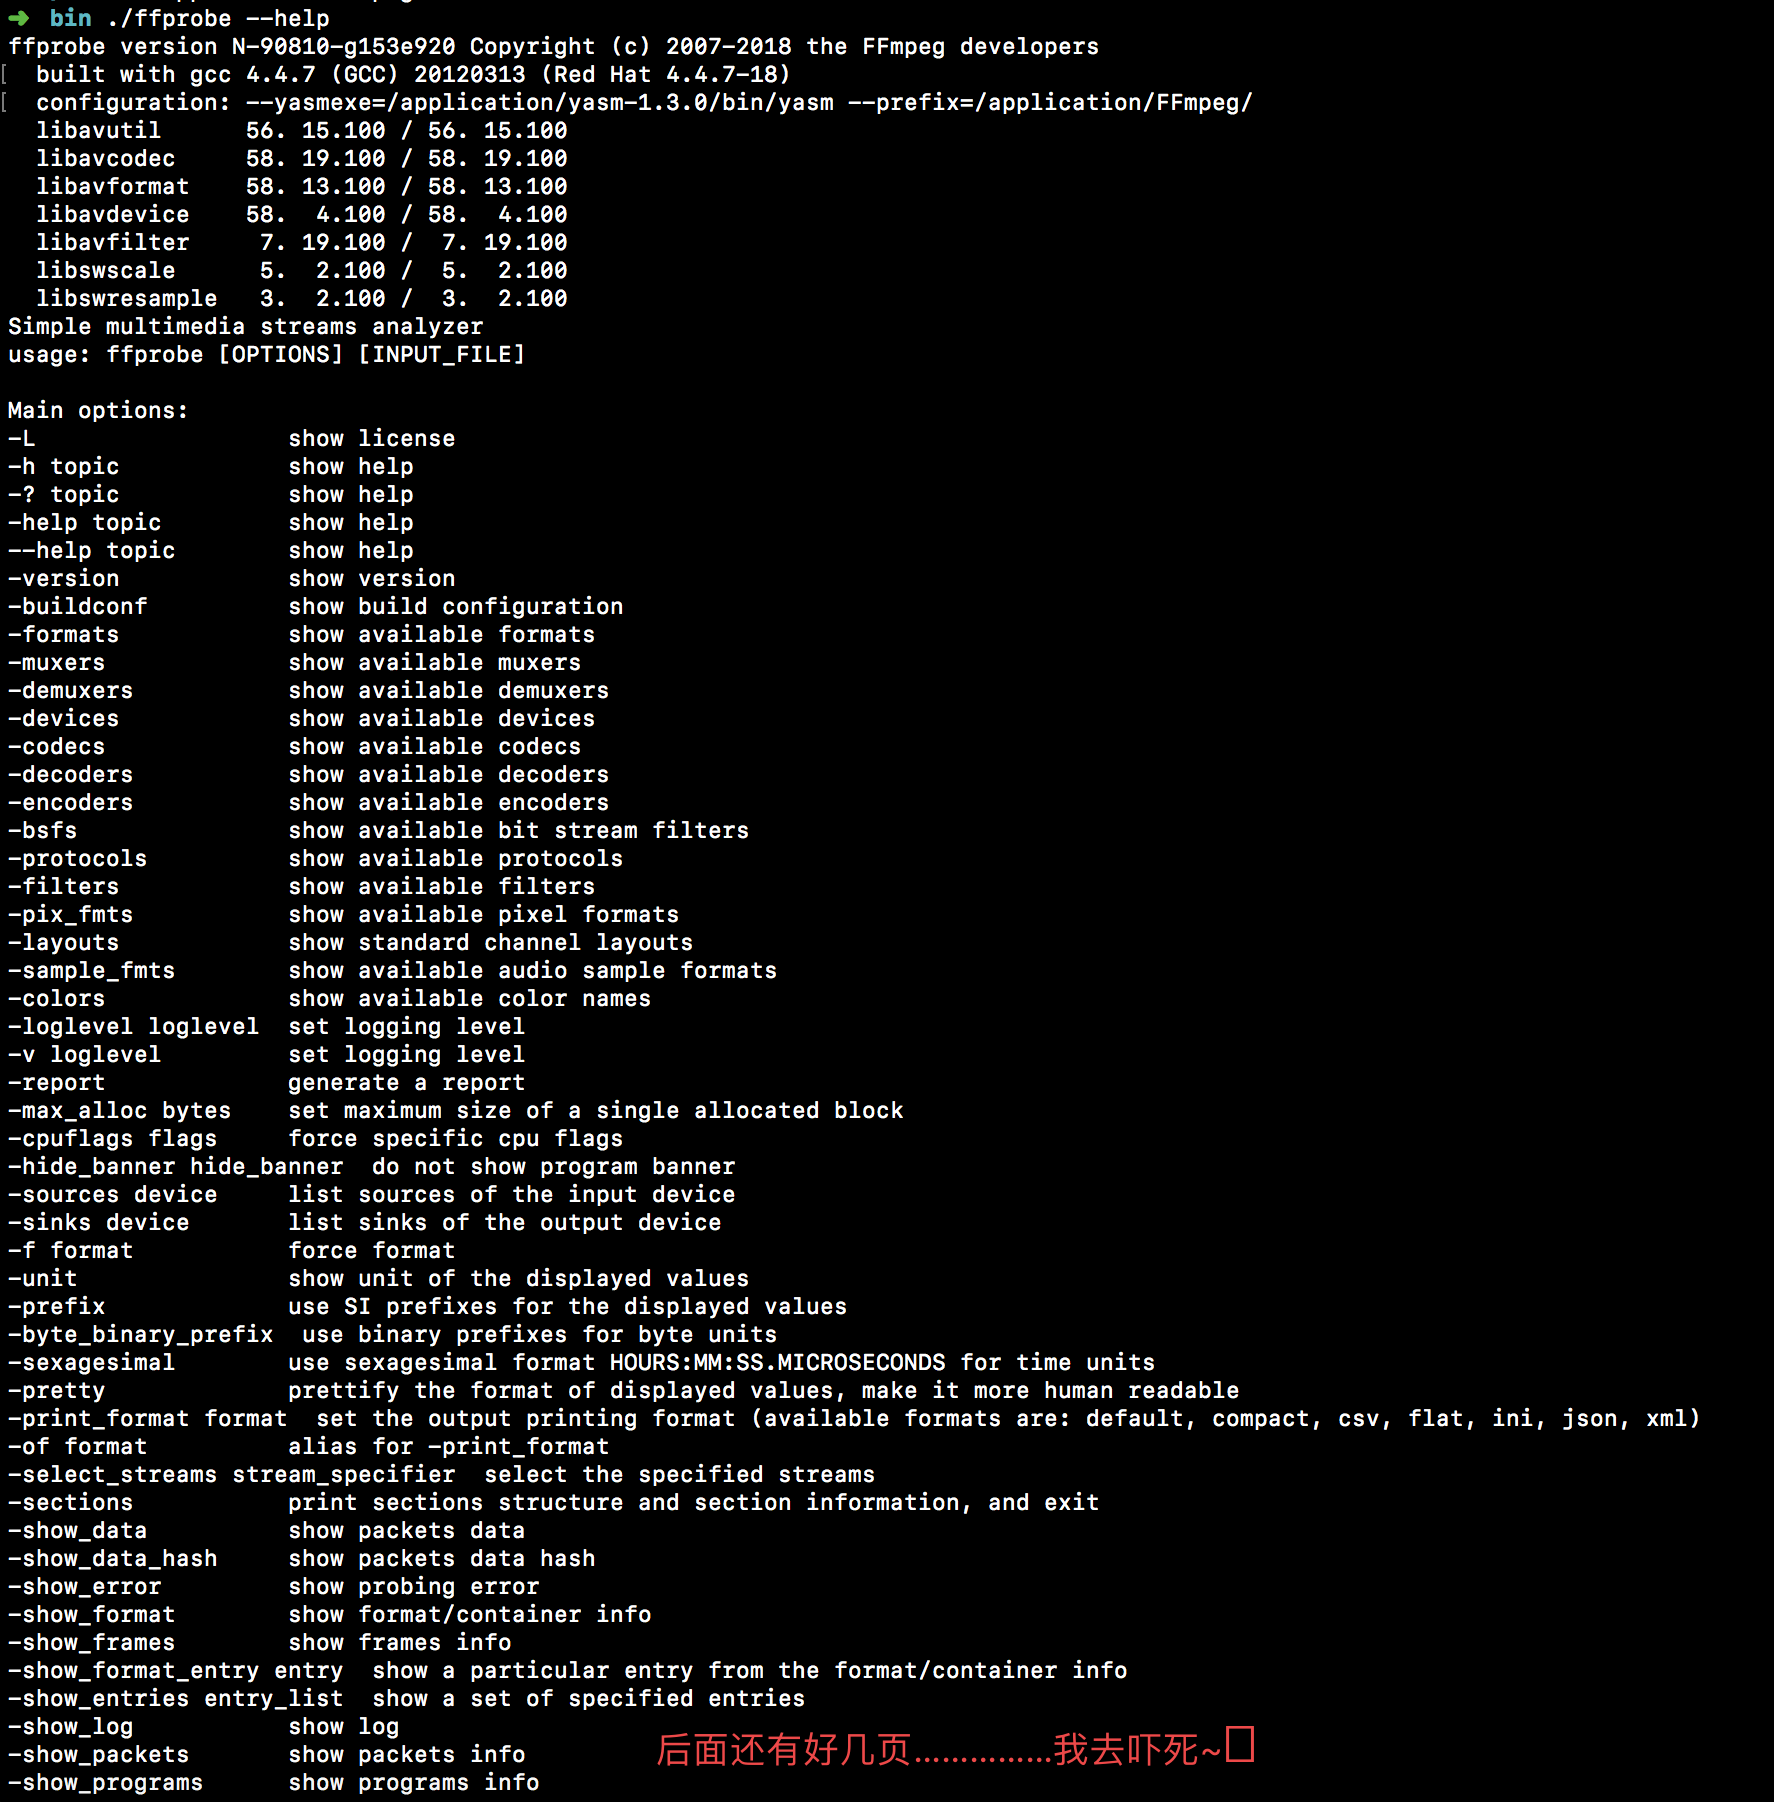 ➜ bin ./ffprobe --help
ffprobe version N-90810-g153e920 Copyright (c) 2007-2018 the FFmpeg developers
[ built with gcc 4.4.7 (GCC) 20120313 (Red Hat 4.4.7-18)
[ configuration: --yasmexe=/application/yasm-1.3.0/bin/yasm --prefix=/application/FFmpeg/
libavutil      56. 15.100 / 56. 15.100
libavcodec     58. 19.100 / 58. 19.100
libavformat    58. 13.100 / 58. 13.100
libavdevice    58.  4.100 / 58.  4.100
libavfilter     7. 19.100 /  7. 19.100
libswscale      5.  2.100 /  5.  2.100
libswresample   3.  2.100 /  3.  2.100
Simple multimedia streams analyzer
usage: ffprobe [OPTIONS] [INPUT_FILE]

Main options:
-L                  show license
-h topic            show help
-? topic            show help
-help topic         show help
--help topic        show help
-version            show version
-buildconf          show build configuration
-formats            show available formats
-muxers             show available muxers
-demuxers           show available demuxers
-devices            show available devices
-codecs             show available codecs
-decoders           show available decoders
-encoders           show available encoders
-bsfs               show available bit stream filters
-protocols          show available protocols
-filters            show available filters
-pix_fmts           show available pixel formats
-layouts            show standard channel layouts
-sample_fmts        show available audio sample formats
-colors             show available color names
-loglevel loglevel  set logging level
-v loglevel         set logging level
-report             generate a report
-max_alloc bytes    set maximum size of a single allocated block
-cpuflags flags     force specific cpu flags
-hide_banner hide_banner  do not show program banner
-sources device     list sources of the input device
-sinks device       list sinks of the output device
-f format           force format
-unit               show unit of the displayed values
-prefix             use SI prefixes for the displayed values
-byte_binary_prefix  use binary prefixes for byte units
-sexagesimal        use sexagesimal format HOURS:MM:SS.MICROSECONDS for time units
-pretty             prettify the format of displayed values, make it more human readable
-print_format format  set the output printing format (available formats are: default, compact, csv, flat, ini, json, xml)
-of format          alias for -print_format
-select_streams stream_specifier  select the specified streams
-sections           print sections structure and section information, and exit
-show_data          show packets data
-show_data_hash     show packets data hash
-show_error         show probing error
-show_format        show format/container info
-show_frames        show frames info
-show_format_entry entry  show a particular entry from the format/container info
-show_entries entry_list  show a set of specified entries
-show_log           show log
-show_packets       show packets info
后面还有好几页...............我去吓死~
-show_programs      show programs info